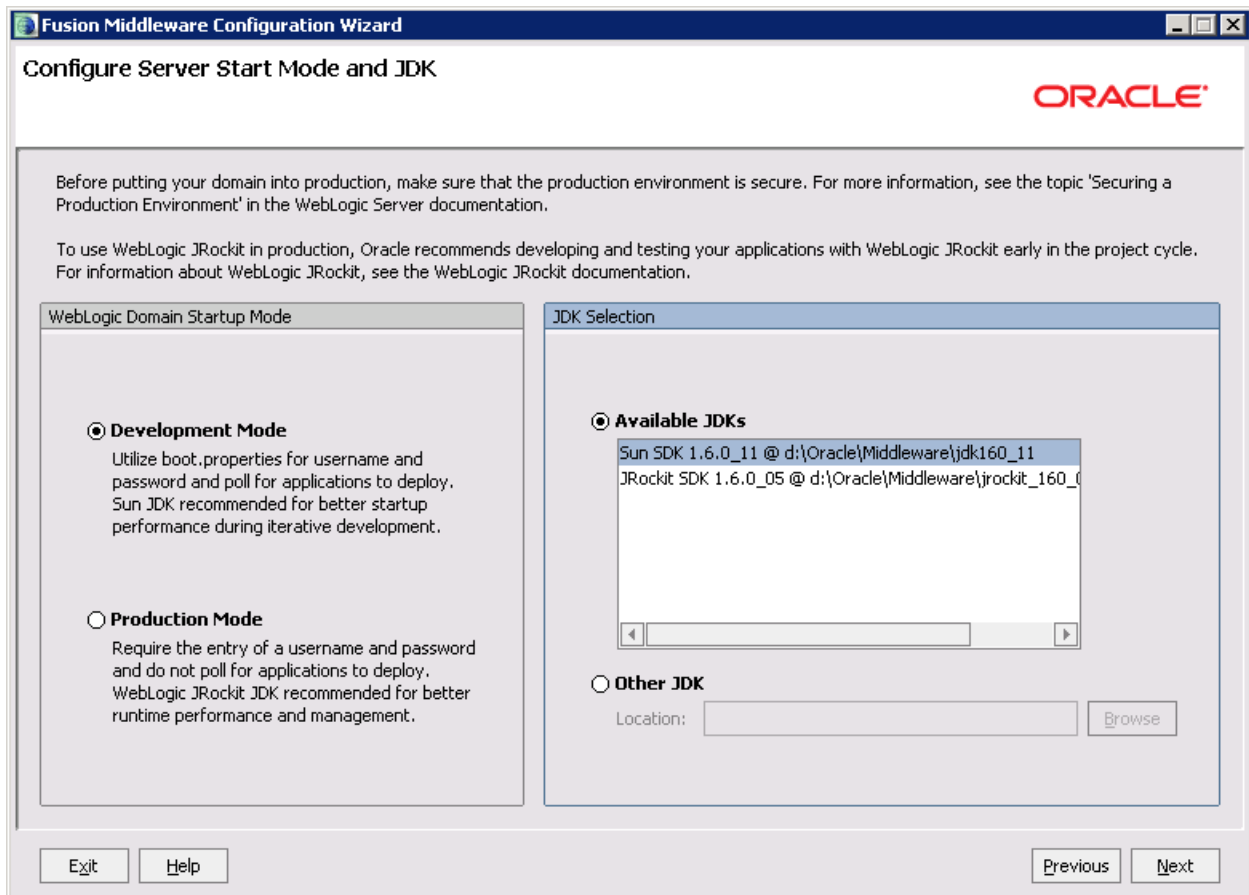 Fusion Middleware Configuration Wizard
Configure Server Start Mode and JDK
ORACLE
Before putting your domain into production, make sure that the production environment is secure. For more information, see the topic 'Securing a
Production Environment' in the WebLogic Server documentation.
To use WebLogic JRockit in production, Oracle recommends developing and testing your applications with WebLogic JRockit early in the project cycle.
For information about WebLogic JRockit, see the WebLogic JRockit documentation.
WebLogic Domain Startup Mode
Development Mode
Utilize boot.properties for username and
password and poll for applications to deploy.
Sun JDK recommended for better startup
performance during iterative development.
Production Mode
Require the entry of a username and password
and do not poll for applications to deploy.
WebLogic JRockit JDK recommended for better
runtime performance and management.
JDK Selection
Available JDKs
Sun SDK 1.6.0_11 @ d:\Oracle\Middleware\jdk160_11
JRockit SDK 1.6.0_05 @ d:\Oracle\Middleware\jrockit_160_0
Other JDK
Location:
Browse
Exit
Help
Previous
Next